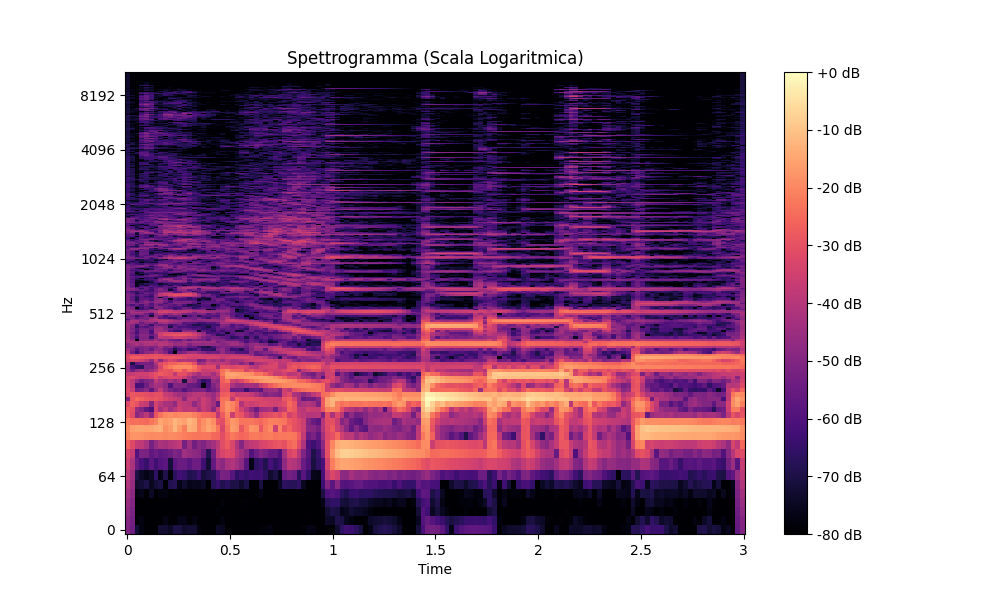 Spettrogramma (Scala Logaritmica)
8192
4096
2048
1024
512
256
128
64
0
Hz
0 0.5 1 1.5 2 2.5 3
Time
+0 dB
-10 dB
-20 dB
-30 dB
-40 dB
-50 dB
-60 dB
-70 dB
-80 dB